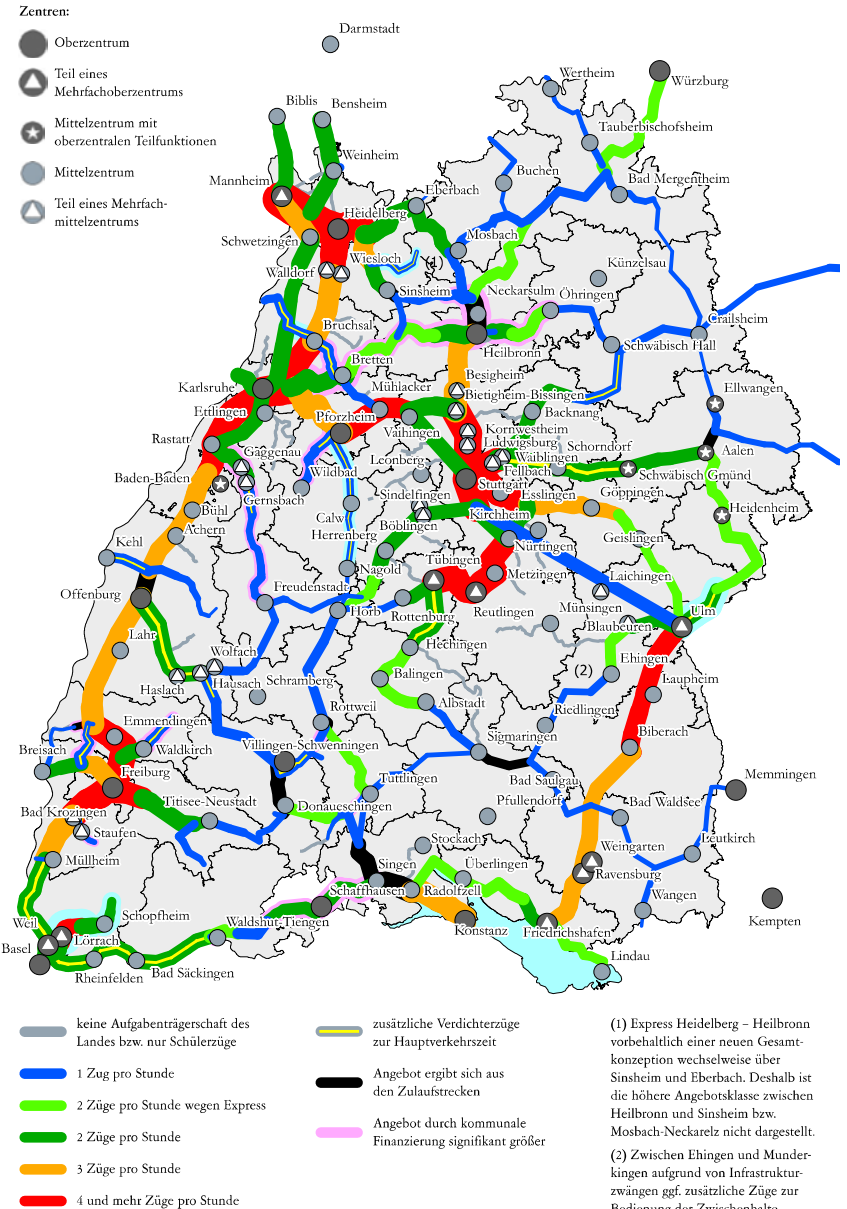 Zentren:
Oberzentrum
Teil eines
Mehrfachoberzentrums
Mittelzentrum mit
oberzentralen Teilfunktionen
Mittelzentrum
Teil eines Mehrfach-
mittelzentrums
Darmstadt
Wertheim
Würzburg
Biblis
Bensheim
Tauberbischofsheim
Weinheim
Buchen
Mannheim
Eberbach
Bad Mergentheim
Heidelberg
Schwetzingen
Mosbach
Wiesloch
(1)
Walldorf
Künzelsau
Sinsheim
Neckarsulm
Öhringen
Bruchsal
Crailsheim
Heilbronn
Schwäbisch Hall
Bretten
Besigheim
Karlsruhe
Mühlacker
Ellwangen
Bietigheim-Bissingen
Ettlingen
Backnang
Pforzheim
Kornwestheim
Vaihingen
Rastatt
Ludwigsburg
Schorndorf
Gaggenau
Waiblingen
Aalen
Leonberg
Fellbach
Wildbad
Baden-Baden
Schwäbisch Gmünd
Stuttgart
Gernsbach
Sindelfingen
Esslingen
Göppingen
Bühl
Calw
Kirchheim
Heidenheim
Achern
Böblingen
Herrenberg
Geislingen
Kehl
Nürtingen
Tübingen
Nagold
Metzingen
Laichingen
Offenburg
Freudenstadt
Reutlingen
Münsingen
Horb
Rottenburg
Ulm
Blaubeuren
Lahr
Hechingen
Wolfach
Ehingen
(2)
Haslach
Hausach
Schramberg
Balingen
Laupheim
Albstadt
Riedlingen
Emmendingen
Rottweil
Sigmaringen
Villingen-Schwenningen
Biberach
Breisach
Waldkirch
Freiburg
Tuttlingen
Bad Saulgau
Memmingen
Titisee-Neustadt
Pfullendorf
Bad Krozingen
Donaueschingen
Bad Waldsee
Staufen
Stockach
Leutkirch
Müllheim
Singen
Überlingen
Weingarten
Ravensburg
Schaffhausen
Radolfzell
Wangen
Schopfheim
Waldshut-Tiengen
Weil
Kempten
Konstanz
Friedrichshafen
Basel
Lörrach
Lindau
Rheinfelden
Bad Säckingen
keine Aufgabenträgerschaft des
Landes bzw. nur Schülerzüge
1 Zug pro Stunde
2 Züge pro Stunde wegen Express
2 Züge pro Stunde
3 Züge pro Stunde
4 und mehr Züge pro Stunde
zusätzliche Verdichterzüge
zur Hauptverkehrszeit
Angebot ergibt sich aus
den Zulaufstrecken
Angebot durch kommunale
Finanzierung signifikant größer
(1) Express Heidelberg – Heilbronn
vorbehaltlich einer neuen Gesamt-
konzeption wechselweise über
Sinsheim und Eberbach. Deshalb ist
die höhere Angebotsklasse zwischen
Heilbronn und Sinsheim bzw.
Mosbach-Neckarelz nicht dargestellt.
(2) Zwischen Ehingen und Munder-
kingen aufgrund von Infrastruktur-
zwängen ggf. zusätzliche Züge zur
Bedienung der Zwischenhalte